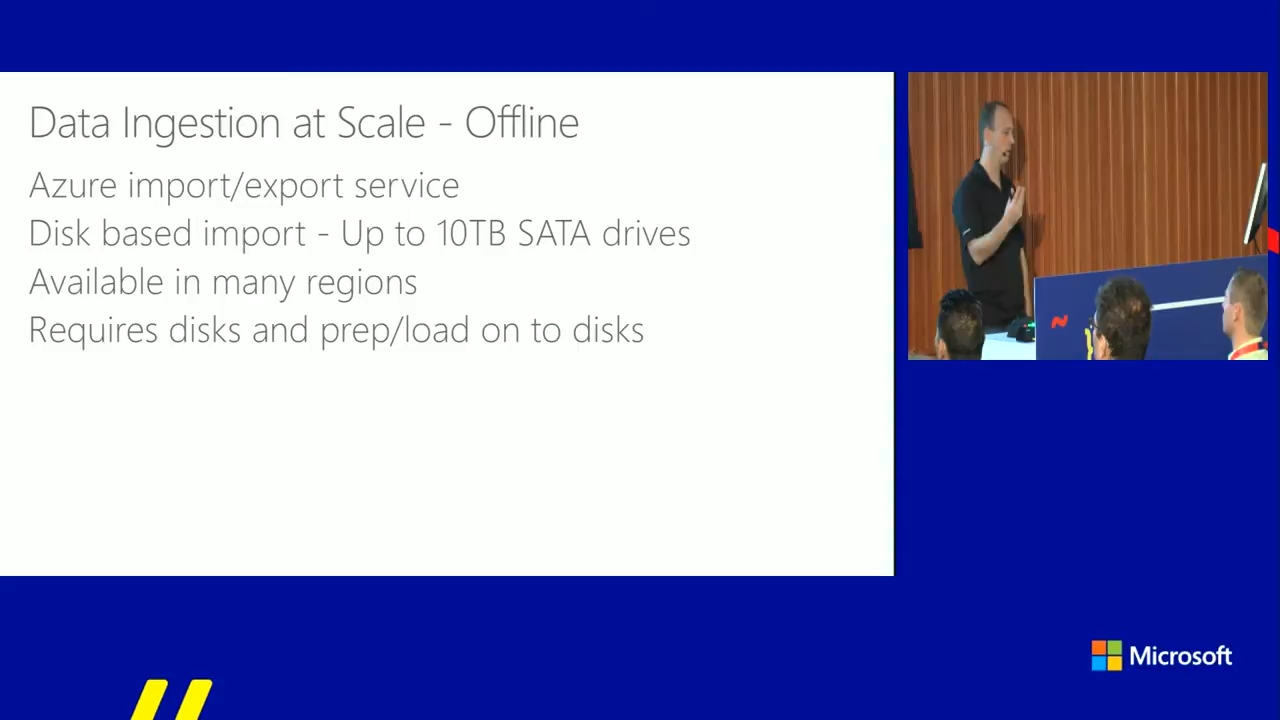 Data Ingestion at Scale - Offline
Azure import/export service
Disk based import - Up to 10TB SATA drives
Available in many regions
Requires disks and prep/load on to disks
Microsoft